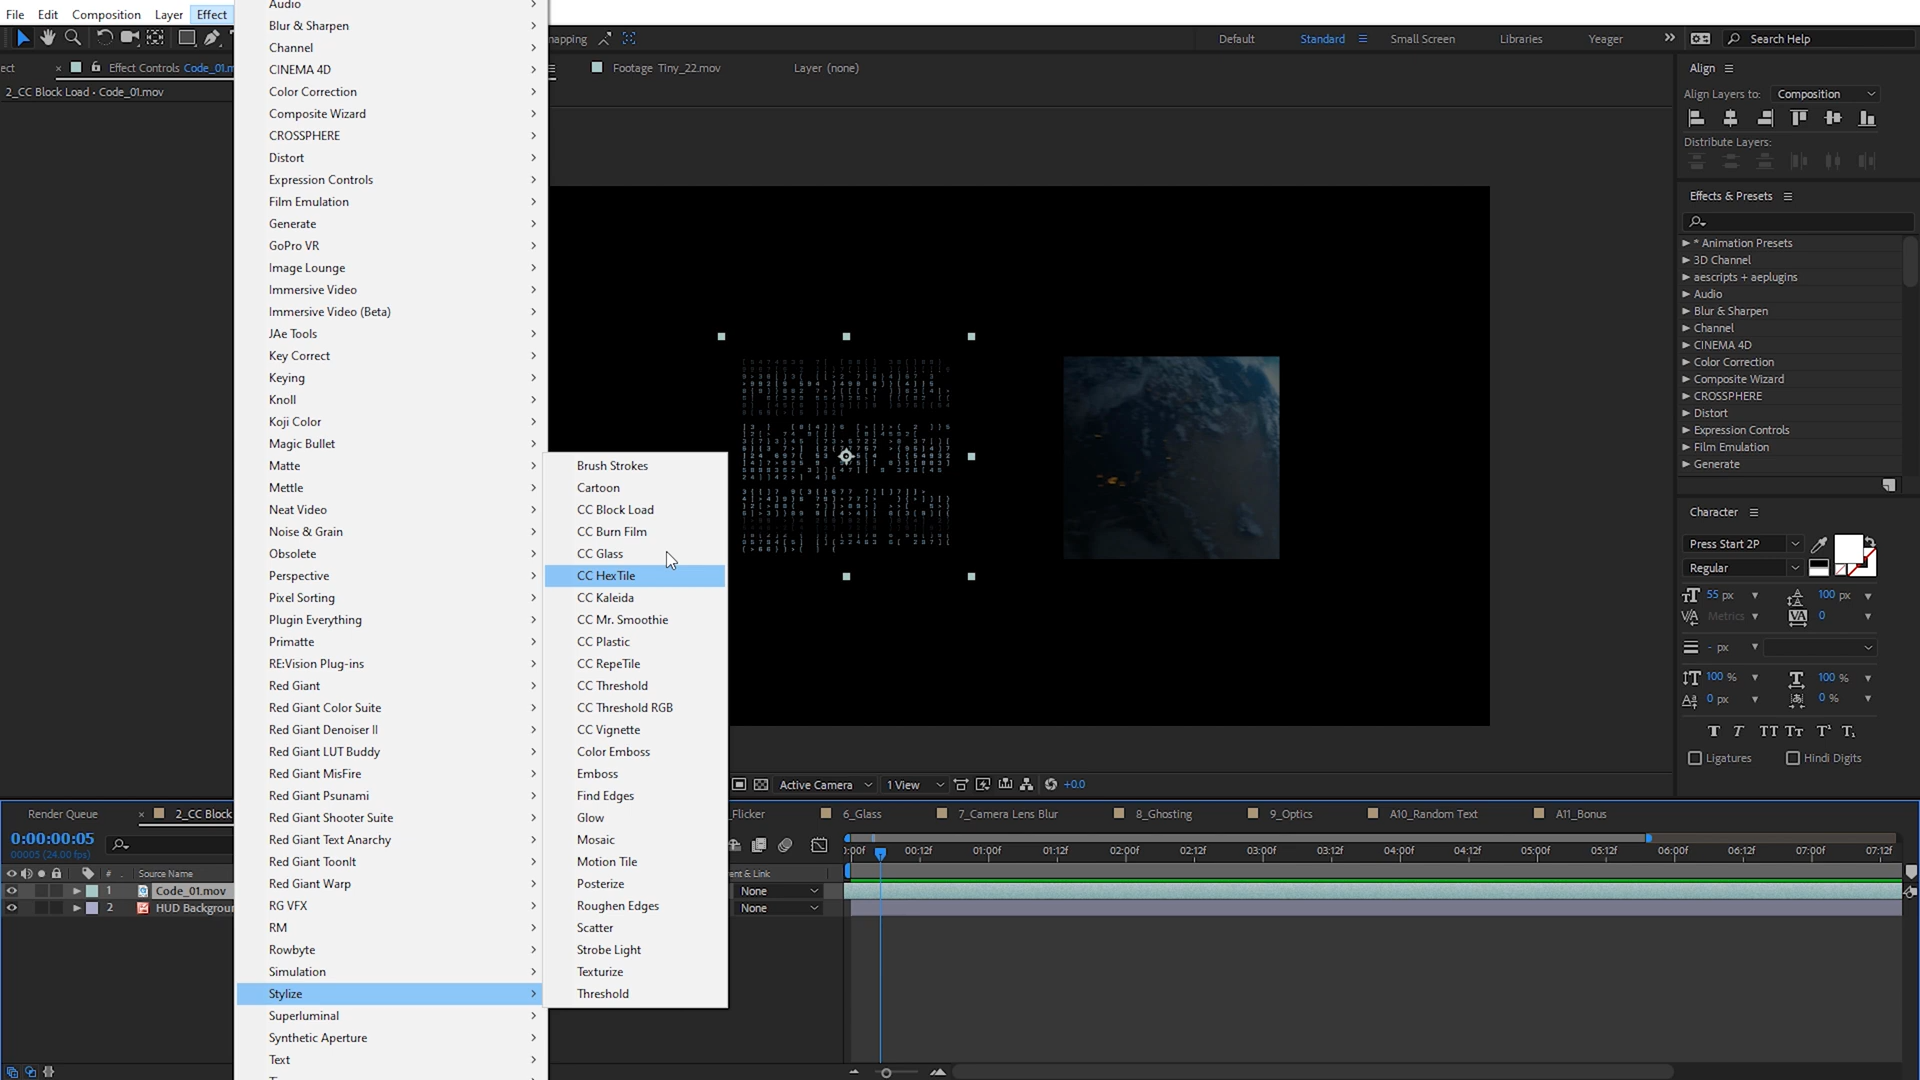 File Edit Composition Layer Effect
Default Standard Small Screen Libraries Yeager Search Help
Effect Controls Code_01.m
Footage Tiny_22.mov
Layer (none)
2_CC Block Load • Code_01.mov
Audio
Blur & Sharpen
Channel
CINEMA 4D
Color Correction
Composite Wizard
CROSSPHERE
Distort
Expression Controls
Film Emulation
Generate
GoPro VR
Image Lounge
Immersive Video
Immersive Video (Beta)
JAe Tools
Key Correct
Keying
Knoll
Koji Color
Magic Bullet
Matte
Mettle
Neat Video
Noise & Grain
Obsolete
Perspective
Pixel Sorting
Plugin Everything
Primatte
RE:Vision Plug-ins
Red Giant
Red Giant Color Suite
Red Giant Denoiser II
Red Giant LUT Buddy
Red Giant MisFire
Red Giant Psunami
Red Giant Shooter Suite
Red Giant Text Anarchy
Red Giant ToonIt
Red Giant Warp
RG VFX
RM
Rowbyte
Simulation
Stylize
Superluminal
Synthetic Aperture
Text
Brush Strokes
Cartoon
CC Block Load
CC Burn Film
CC Glass
CC HexTile
CC Kaleida
CC Mr. Smoothie
CC Plastic
CC RepeTile
CC Threshold
CC Threshold RGB
CC Vignette
Color Emboss
Emboss
Find Edges
Glow
Mosaic
Motion Tile
Posterize
Roughen Edges
Scatter
Strobe Light
Texturize
Threshold
Align
Align Layers to: Composition
Distribute Layers:
Effects & Presets
* Animation Presets
3D Channel
aescripts + aeplugins
Audio
Blur & Sharpen
Channel
CINEMA 4D
Color Correction
Composite Wizard
CROSSPHERE
Distort
Expression Controls
Film Emulation
Generate
Character
Press Start 2P
Regular
55 px 100 px
Metrics 0
- px
100 % 100 %
0 px 0 %
Ligatures Hindi Digits
Active Camera 1 View +0.0
Render Queue 2_CC Block Flicker 6_Glass 7_Camera Lens Blur 8_Ghosting 9_Optics A10_Random Text A11_Bonus
0:00:00:05
00005 (24.00 fps)
:00f 00:12f 01:00f 01:12f 02:00f 02:12f 03:00f 03:12f 04:00f 04:12f 05:00f 05:12f 06:00f 06:12f 07:00f 07:12f
# Source Name ent & Link
1 Code_01.mov None
2 HUD Backgroun None